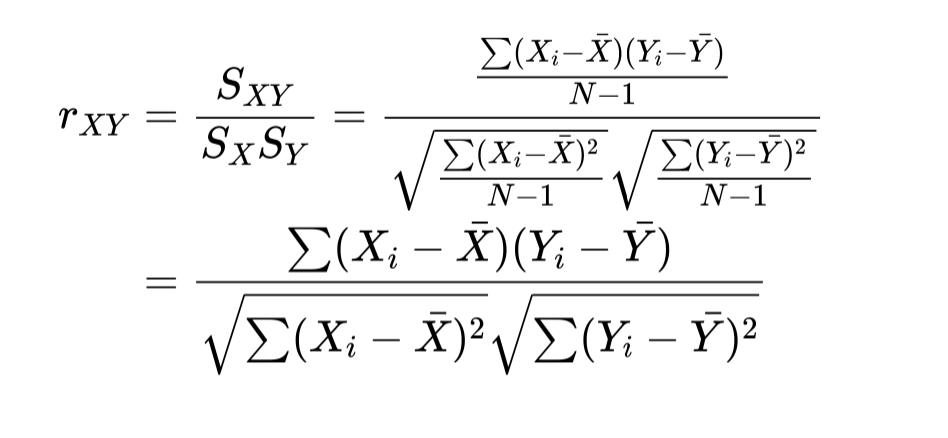 $r_{XY} = \frac{S_{XY}}{S_X S_Y} = \frac{\frac{\sum(X_i - \bar{X})(Y_i - \bar{Y})}{N-1}}{\sqrt{\frac{\sum(X_i - \bar{X})^2}{N-1}}\sqrt{\frac{\sum(Y_i - \bar{Y})^2}{N-1}}}$
$= \frac{\sum(X_i - \bar{X})(Y_i - \bar{Y})}{\sqrt{\sum(X_i - \bar{X})^2}\sqrt{\sum(Y_i - \bar{Y})^2}}$